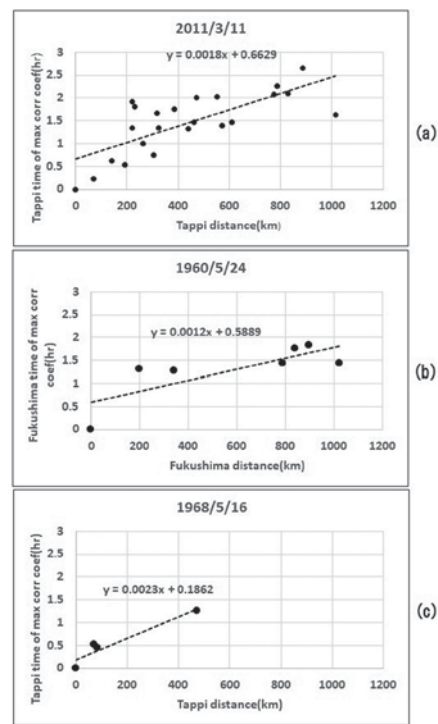 2011/3/11
y = 0.0018x + 0.6629
3
2.5
2
1.5
1
0.5
0
0 200 400 600 800 1000 1200
Tappi time of max corr coef(hr)
Tappi distance(km)
(a)
1960/5/24
y = 0.0012x + 0.5889
3
2.5
2
1.5
1
0.5
0
0 200 400 600 800 1000 1200
Fukushima time of max corr
coef(hr)
Fukushima distance(km)
(b)
1968/5/16
y = 0.0023x + 0.1862
3
2.5
2
1.5
1
0.5
0
0 200 400 600 800 1000 1200
Tappi time of max corr coef(hr)
Tappi distance(km)
(c)